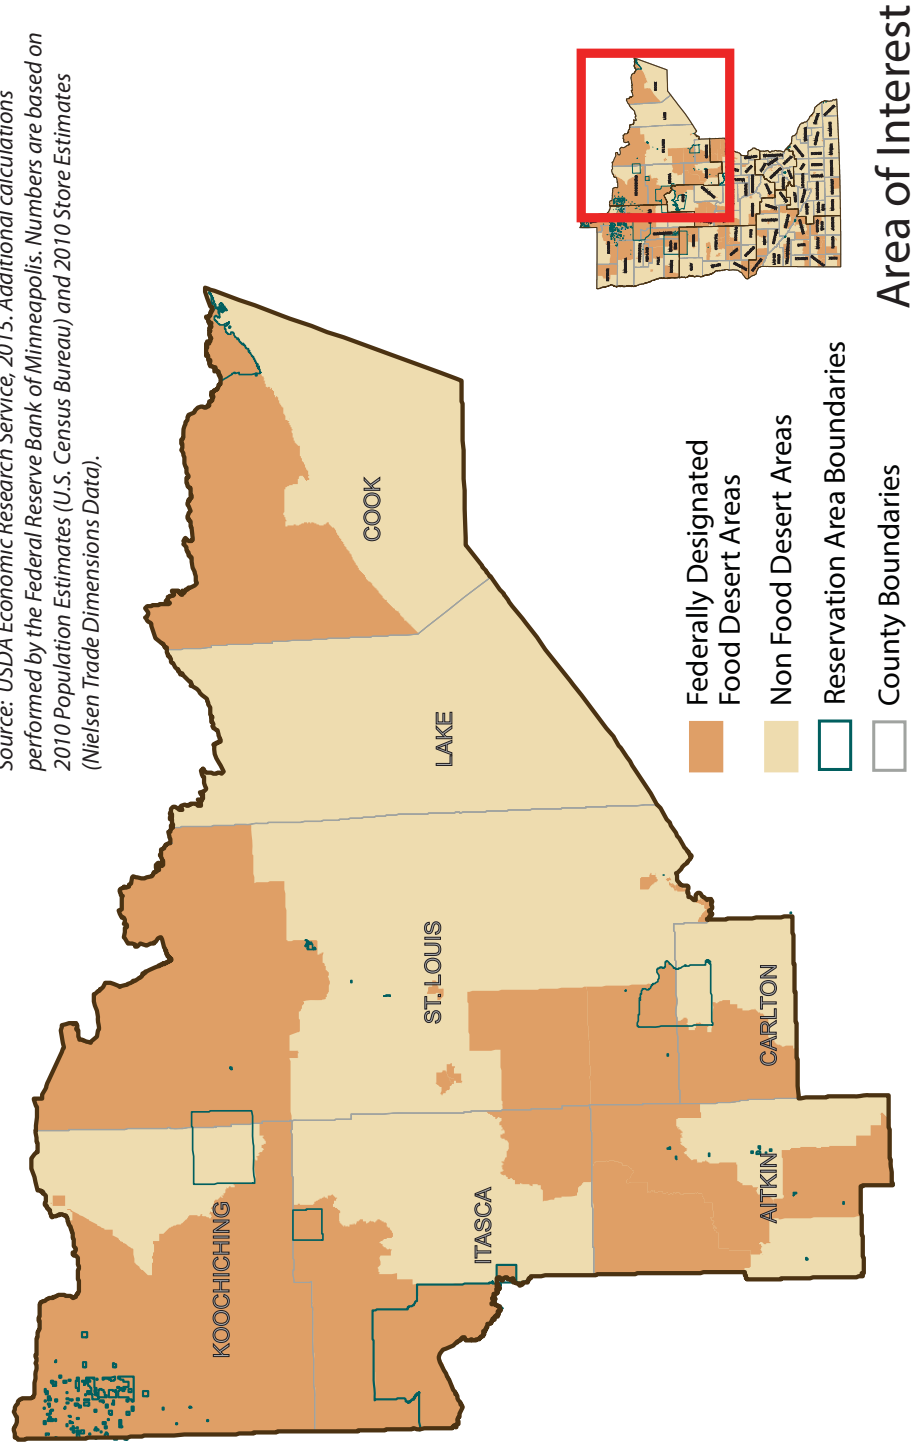 Source: USDA Economic Research Service, 2015. Additional calculations
performed by the Federal Reserve Bank of Minneapolis. Numbers are based on
2010 Population Estimates (U.S. Census Bureau) and 2010 Store Estimates
(Nielsen Trade Dimensions Data).
KOOCHICHING
ST. LOUIS
LAKE
COOK
ITASCA
AITKIN
CARLTON
Federally Designated
Food Desert Areas
Non Food Desert Areas
Reservation Area Boundaries
County Boundaries
Area of Interest